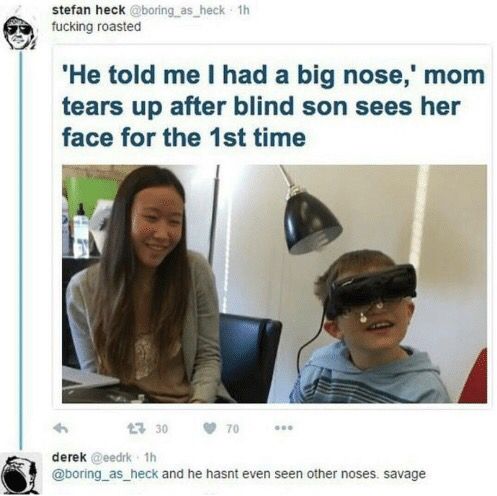 stefan heck @boring_as_heck · 1h
fucking roasted
'He told me I had a big nose,' mom
tears up after blind son sees her
face for the 1st time
30 70
derek @eedrk · 1h
@boring_as_heck and he hasnt even seen other noses. savage